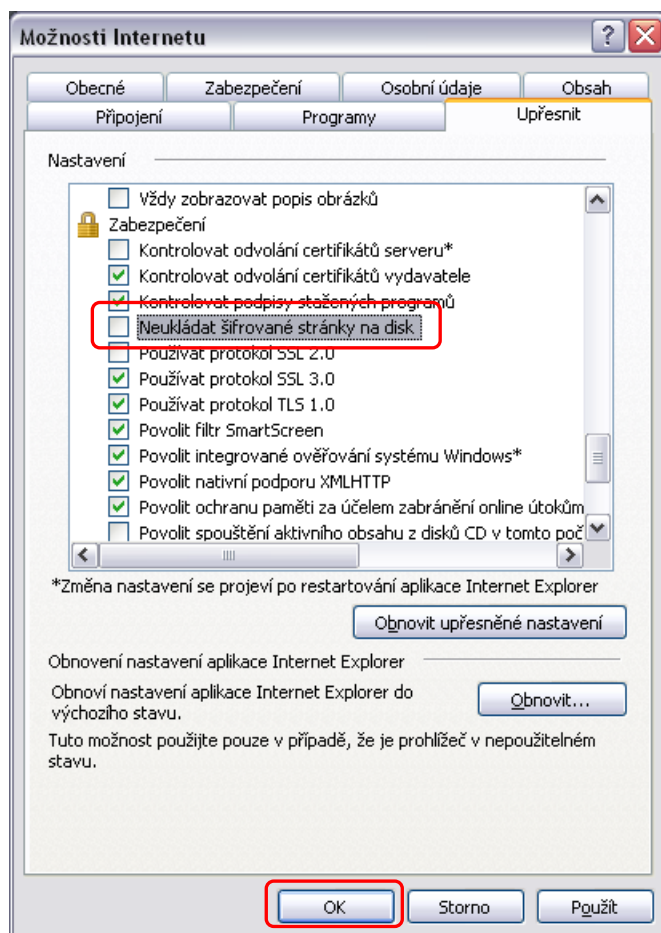 Možnosti Internetu
Obecné Zabezpečení Osobní údaje Obsah
Připojení Programy Upřesnit
Nastavení
Vždy zobrazovat popis obrázků
Zabezpečení
Kontrolovat odvolání certifikátů serveru*
Kontrolovat odvolání certifikátů vydavatele
Kontrolovat podpisy stažených programů
Neukládat šifrované stránky na disk
Používat protokol SSL 2.0
Používat protokol SSL 3.0
Používat protokol TLS 1.0
Povolit filtr SmartScreen
Povolit integrované ověřování systému Windows*
Povolit nativní podporu XMLHTTP
Povolit ochranu paměti za účelem zabránění online útokům
Povolit spouštění aktivního obsahu z disků CD v tomto poč
*Změna nastavení se projeví po restartování aplikace Internet Explorer
Obnovit upřesněné nastavení
Obnovení nastavení aplikace Internet Explorer
Obnoví nastavení aplikace Internet Explorer do
výchozího stavu.
Obnovit...
Tuto možnost použijte pouze v případě, že je prohlížeč v nepoužitelném
stavu.
OK Storno Použít